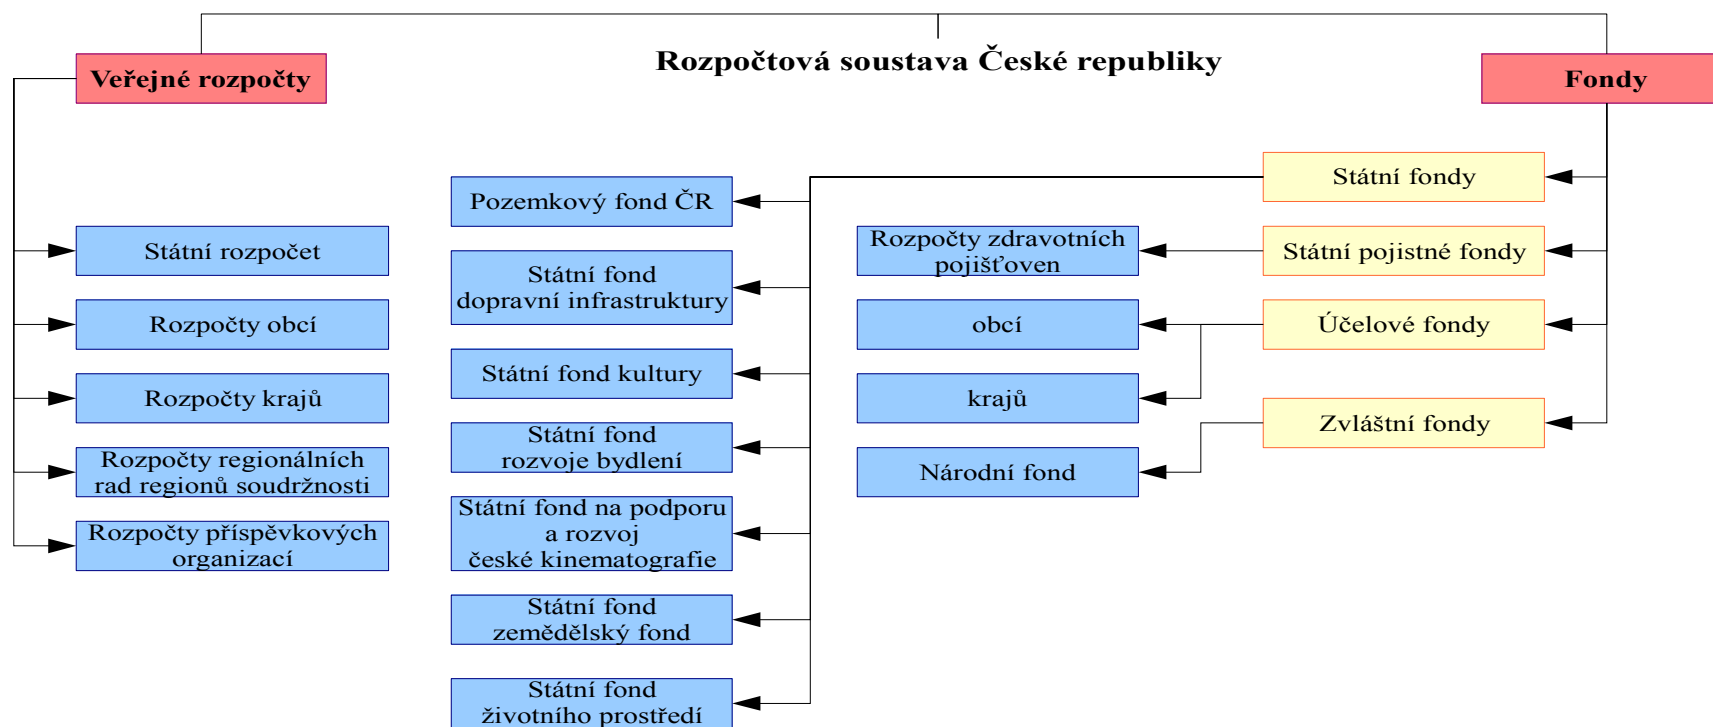 Rozpočtová soustava České republiky
Veřejné rozpočty
Státní rozpočet
Rozpočty obcí
Rozpočty krajů
Rozpočty regionálních
rad regionů soudržnosti
Rozpočty příspěvkových
organizací
Fondy
Státní fondy
Pozemkový fond ČR
Státní fond
dopravní infrastruktury
Státní fond kultury
Státní fond
rozvoje bydlení
Státní fond na podporu
a rozvoj
české kinematografie
Státní fond
zemědělský fond
Státní fond
životního prostředí
Státní pojistné fondy
Rozpočty zdravotních
pojišťoven
Účelové fondy
obcí
krajů
Zvláštní fondy
Národní fond